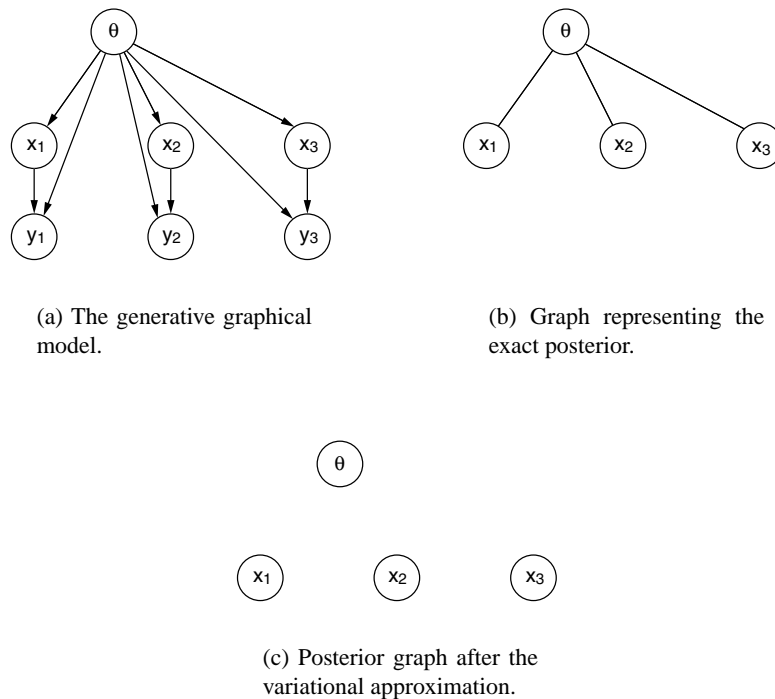 θ
x₁ x₂ x₃
y₁ y₂ y₃
(a) The generative graphical
model.
θ
x₁ x₂ x₃
(b) Graph representing the
exact posterior.
θ
x₁ x₂ x₃
(c) Posterior graph after the
variational approximation.